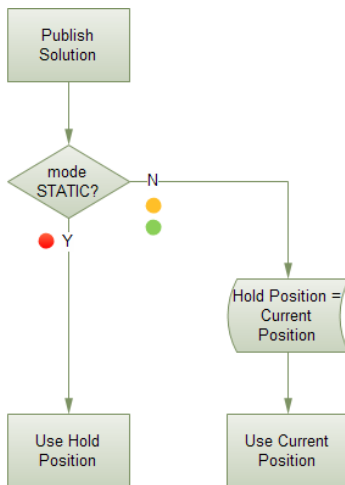 Publish
Solution
mode
STATIC?
N
Y
Hold Position =
Current
Position
Use Hold
Position
Use Current
Position